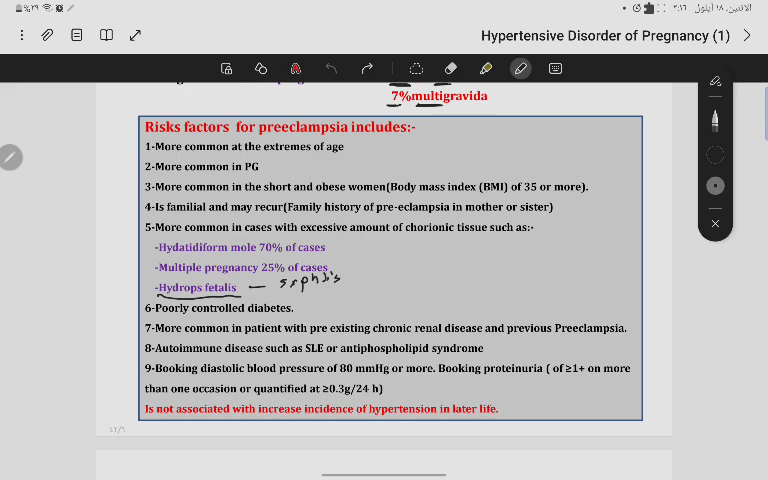 %٢٩ الاثنين، ١٨ أيلول ٢:١٦
Hypertensive Disorder of Pregnancy (1)
7%multigravida
Risks factors for preeclampsia includes:-
1-More common at the extremes of age
2-More common in PG
3-More common in the short and obese women(Body mass index (BMI) of 35 or more).
4-Is familial and may recur(Family history of pre-eclampsia in mother or sister)
5-More common in cases with excessive amount of chorionic tissue such as:-
-Hydatidiform mole 70% of cases
-Multiple pregnancy 25% of cases
-Hydrops fetalis –
6-Poorly controlled diabetes.
7-More common in patient with pre existing chronic renal disease and previous Preeclampsia.
8-Autoimmune disease such as SLE or antiphospholipid syndrome
9-Booking diastolic blood pressure of 80 mmHg or more. Booking proteinuria ( of ≥1+ on more
than one occasion or quantified at ≥0.3g/24 h)
Is not associated with increase incidence of hypertension in later life.